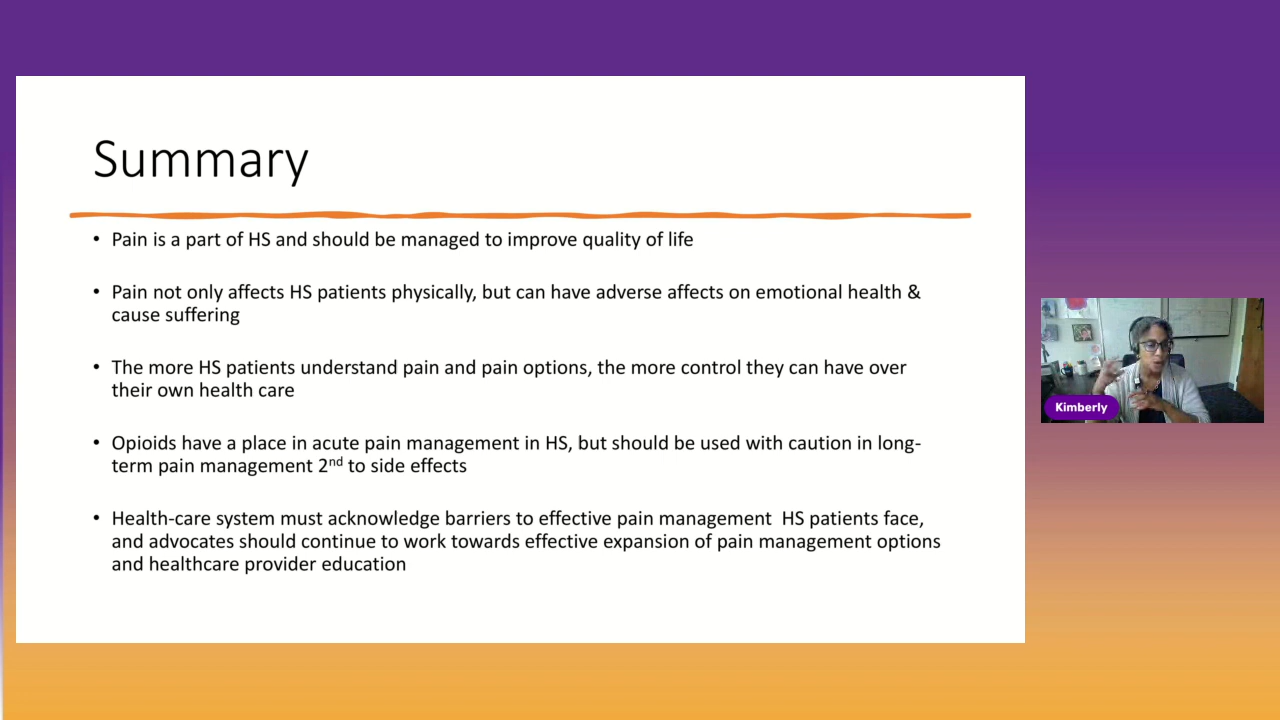 Summary
• Pain is a part of HS and should be managed to improve quality of life
• Pain not only affects HS patients physically, but can have adverse affects on emotional health &
cause suffering
• The more HS patients understand pain and pain options, the more control they can have over
their own health care
• Opioids have a place in acute pain management in HS, but should be used with caution in long-
term pain management 2nd to side effects
• Health-care system must acknowledge barriers to effective pain management  HS patients face,
and advocates should continue to work towards effective expansion of pain management options
and healthcare provider education
Kimberly